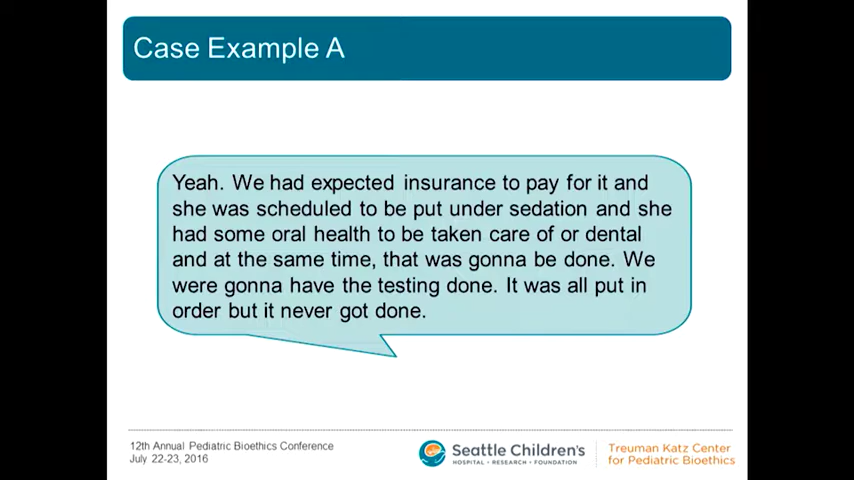 Case Example A
Yeah. We had expected insurance to pay for it and
she was scheduled to be put under sedation and she
had some oral health to be taken care of or dental
and at the same time, that was gonna be done. We
were gonna have the testing done. It was all put in
order but it never got done.
12th Annual Pediatric Bioethics Conference
July 22-23, 2016
Seattle Children's
HOSPITAL • RESEARCH • FOUNDATION
Treuman Katz Center
for Pediatric Bioethics